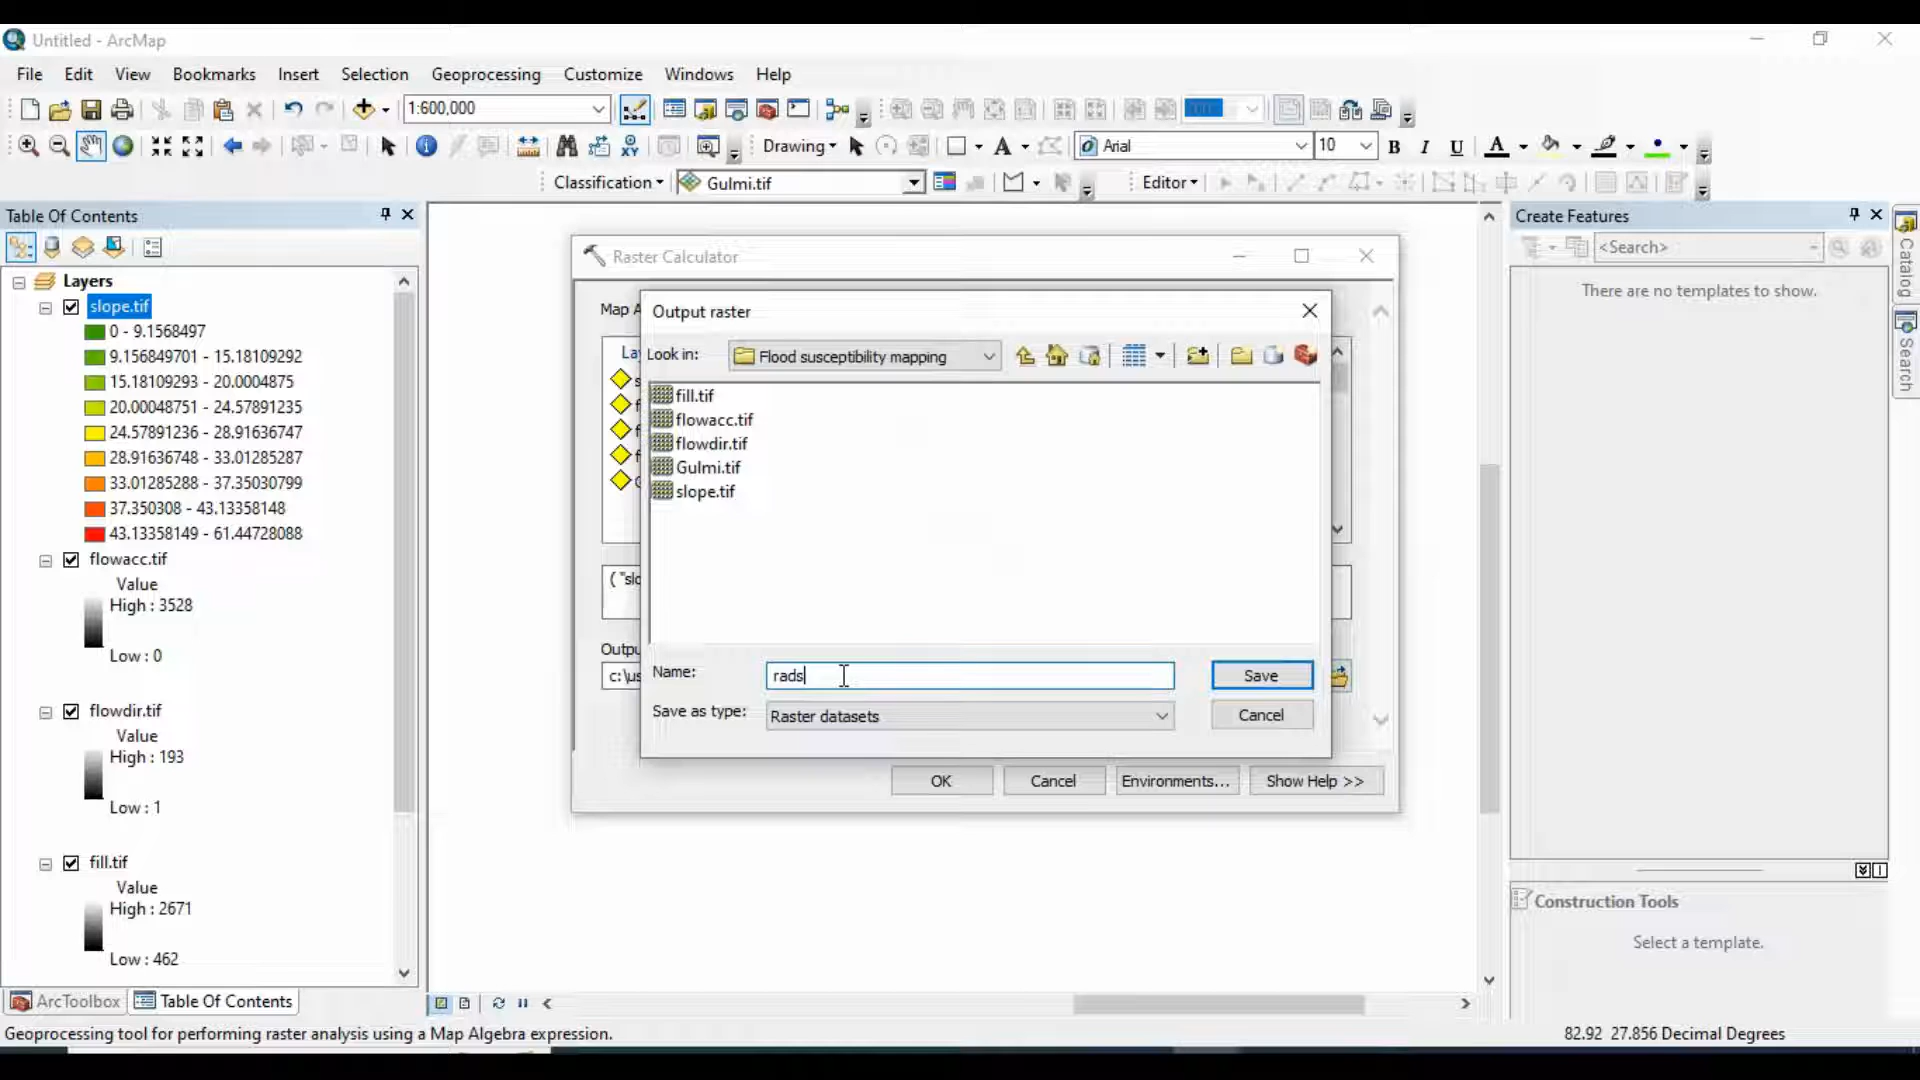 Untitled - ArcMap
File Edit View Bookmarks Insert Selection Geoprocessing Customize Windows Help
1:600,000
Drawing Arial 10 B I U A
Classification Gulmi.tif Editor
Table Of Contents
Layers
slope.tif
0 - 9.1568497
9.156849701 - 15.18109292
15.18109293 - 20.0004875
20.00048751 - 24.57891235
24.57891236 - 28.91636747
28.91636748 - 33.01285287
33.01285288 - 37.35030799
37.350308 - 43.13358148
43.13358149 - 61.44728088
flowacc.tif
Value
High : 3528
Low : 0
flowdir.tif
Value
High : 193
Low : 1
fill.tif
Value
High : 2671
Low : 462
ArcToolbox Table Of Contents
Raster Calculator
Map A
Lay
( "slo
Outpu
c:\us
Output raster
Look in: Flood susceptibility mapping
fill.tif
flowacc.tif
flowdir.tif
Gulmi.tif
slope.tif
Name: rads Save
Save as type: Raster datasets Cancel
OK Cancel Environments... Show Help >>
Create Features
<Search>
There are no templates to show.
Construction Tools
Select a template.
Catalog
Search
Geoprocessing tool for performing raster analysis using a Map Algebra expression.
82.92 27.856 Decimal Degrees